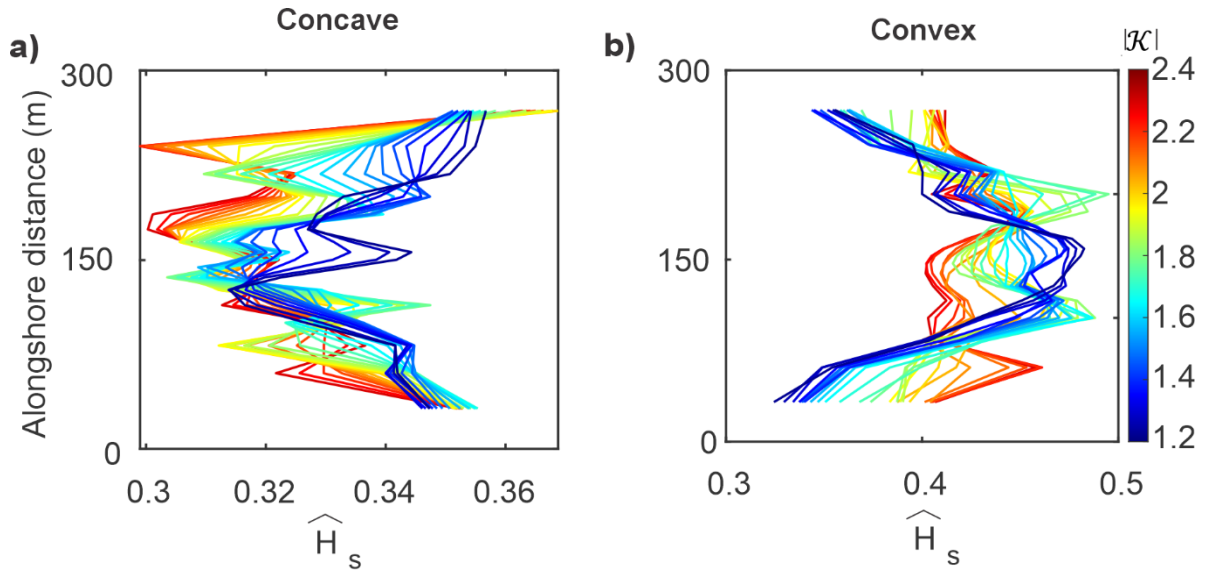 Concave
a)
300
150
0
Alongshore distance (m)
0.3 0.32 0.34 0.36
Ĥ s
Convex
b)
300
150
0
0.3 0.4 0.5
Ĥ s
|𝒦|
2.4
2.2
2
1.8
1.6
1.4
1.2